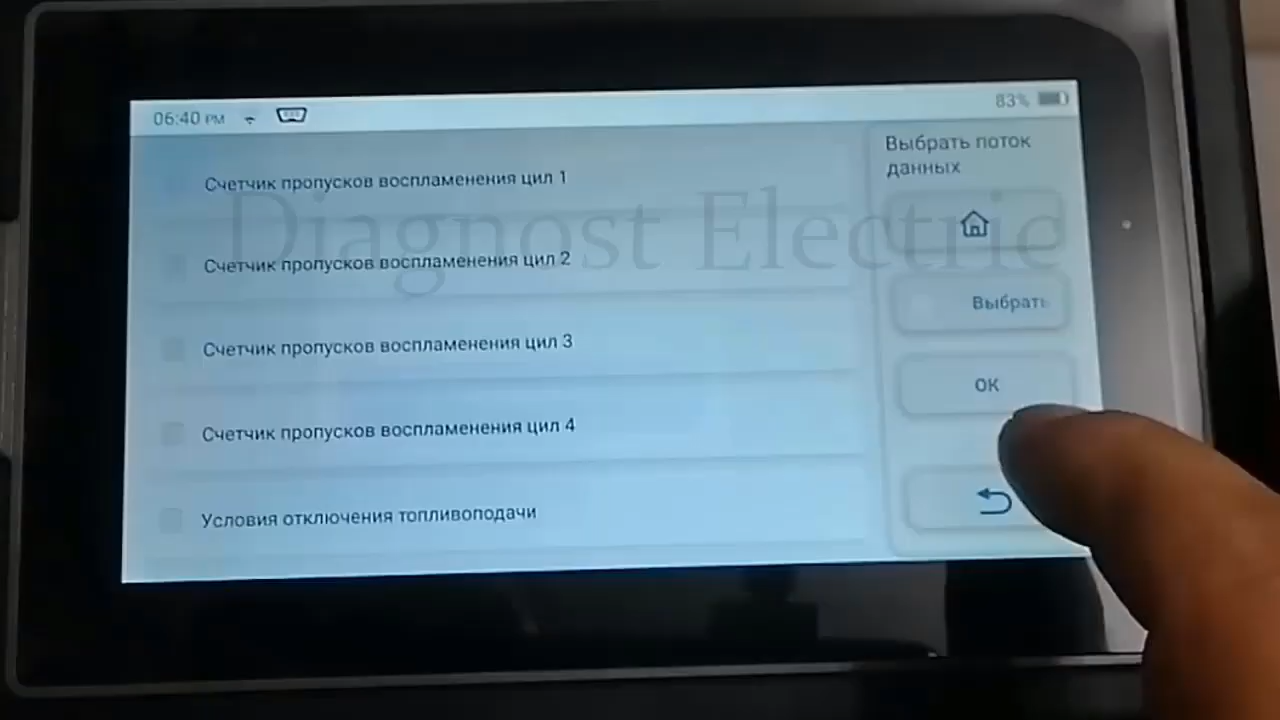 06:40 PM
83%
Выбрать поток
данных
Счетчик пропусков воспламенения цил 1
Diagnost Electric
Счетчик пропусков воспламенения цил 2
Выбрать
Счетчик пропусков воспламенения цил 3
OK
Счетчик пропусков воспламенения цил 4
Условия отключения топливоподачи